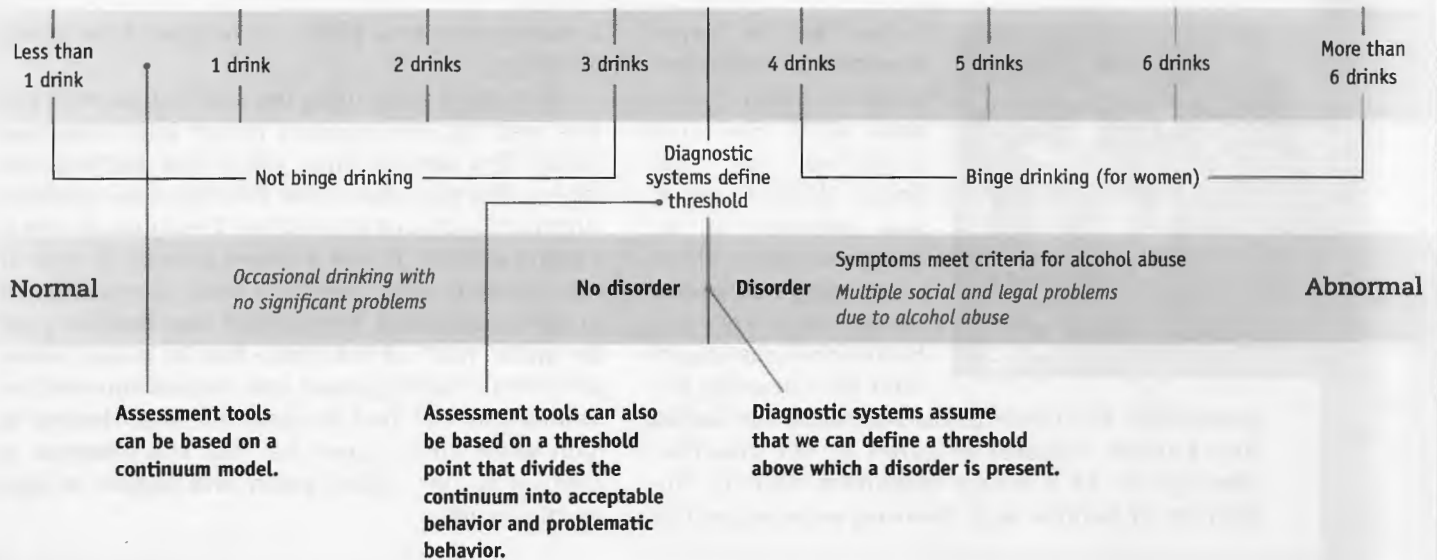 Less than
1 drink
1 drink
2 drinks
3 drinks
4 drinks
5 drinks
6 drinks
More than
6 drinks
Not binge drinking
Diagnostic
systems define
threshold
Binge drinking (for women)
Normal
Occasional drinking with
no significant problems
No disorder
Disorder
Symptoms meet criteria for alcohol abuse
Multiple social and legal problems
due to alcohol abuse
Abnormal
Assessment tools
can be based on a
continuum model.
Assessment tools can also
be based on a threshold
point that divides the
continuum into acceptable
behavior and problematic
behavior.
Diagnostic systems assume
that we can define a threshold
above which a disorder is present.